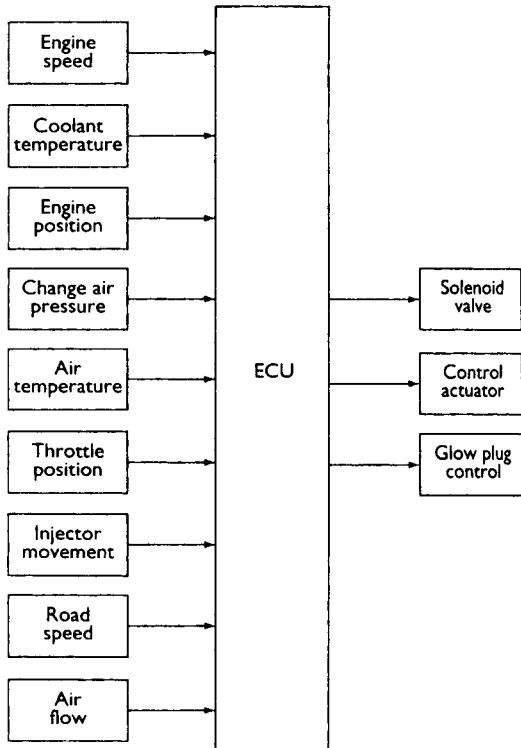 Engine
speed
Coolant
temperature
Engine
position
Change air
pressure
Air
temperature
Throttle
position
Injector
movement
Road
speed
Air
flow
ECU
Solenoid
valve
Control
actuator
Glow plug
control